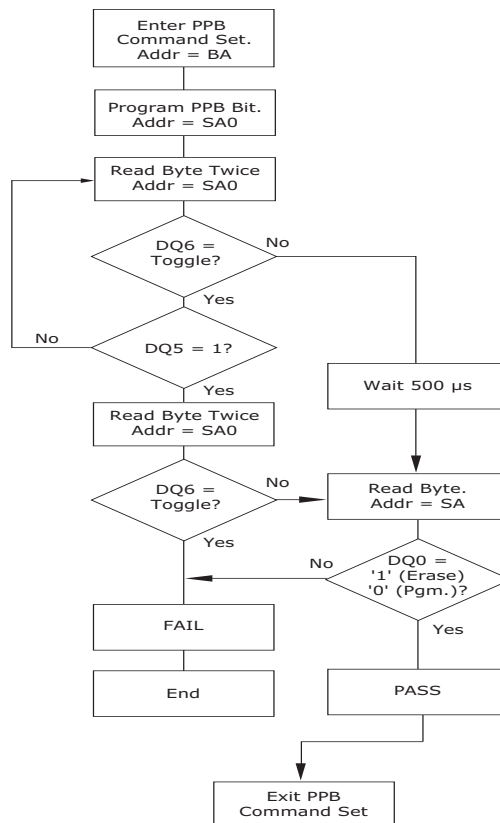 Enter PPB
Command Set.
Addr = BA
Program PPB Bit.
Addr = SA0
Read Byte Twice
Addr = SA0
DQ6 =
Toggle?
No
Yes
No
DQ5 = 1?
Yes
Wait 500 µs
Read Byte Twice
Addr = SA0
DQ6 =
Toggle?
No
Read Byte.
Addr = SA
Yes
No
DQ0 =
'1' (Erase)
'0' (Pgm.)?
Yes
FAIL
End
PASS
Exit PPB
Command Set